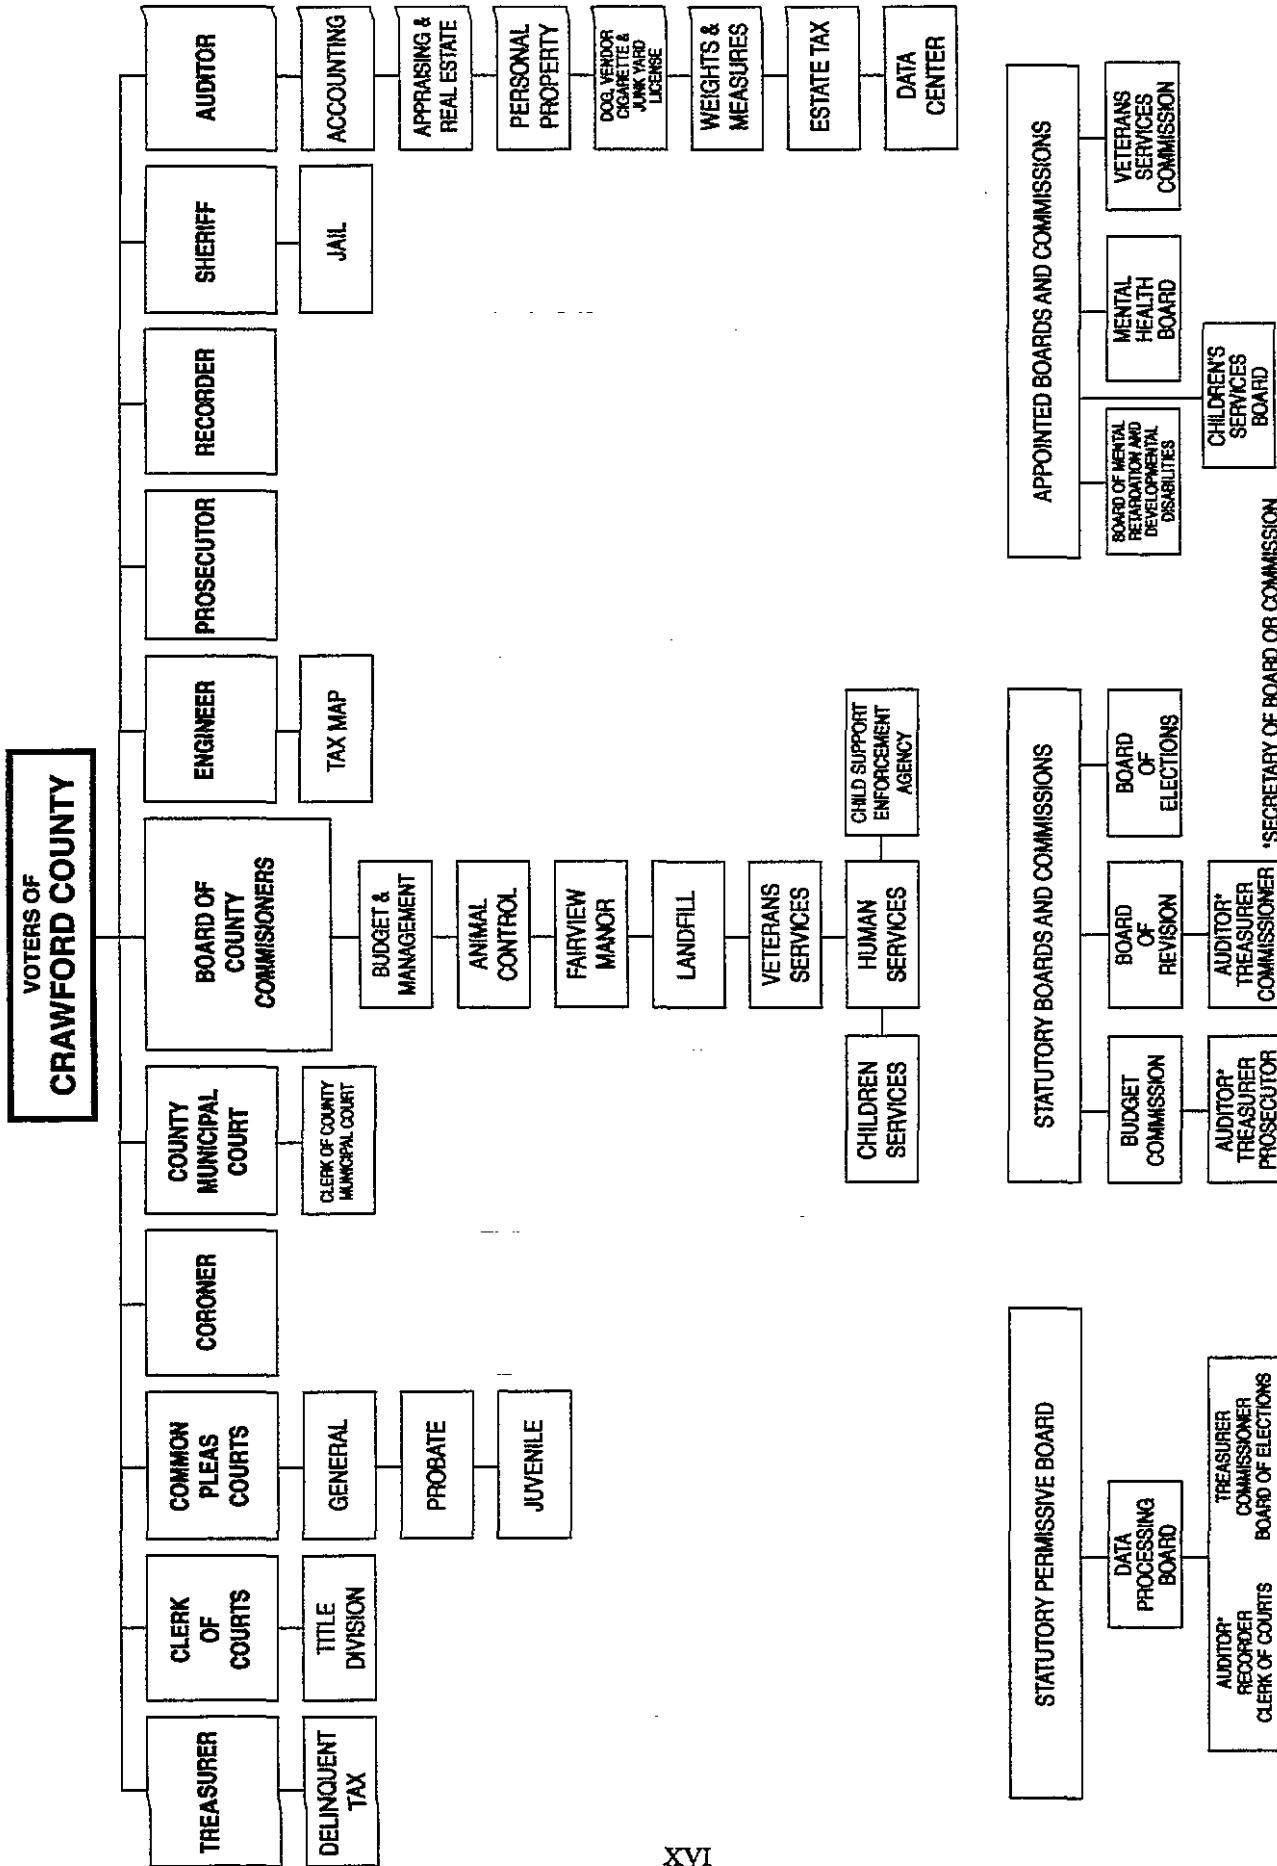 VOTERS OF
CRAWFORD COUNTY
TREASURER
DELINQUENT
TAX
CLERK
OF
COURTS
TITLE
DIVISION
COMMON
PLEAS
COURTS
GENERAL
PROBATE
JUVENILE
CORONER
COUNTY
MUNICIPAL
COURT
CLERK OF COUNTY
MUNICIPAL COURT
BOARD OF
COUNTY
COMMISIONERS
BUDGET &
MANAGEMENT
ANIMAL
CONTROL
FAIRVIEW
MANOR
LANDFILL
VETERANS
SERVICES
CHILDREN
SERVICES
HUMAN
SERVICES
CHILD SUPPORT
ENFORCEMENT
AGENCY
ENGINEER
TAX MAP
PROSECUTOR
RECORDER
SHERIFF
JAIL
AUDITOR
ACCOUNTING
APPRAISING &
REAL ESTATE
PERSONAL
PROPERTY
DOG, VENDOR
CIGARETTE &
JUNK YARD
LICENSE
WEIGHTS &
MEASURES
ESTATE TAX
DATA
CENTER
STATUTORY PERMISSIVE BOARD
DATA
PROCESSING
BOARD
AUDITOR*
RECORDER
CLERK OF COURTS
TREASURER
COMMISSIONER
BOARD OF ELECTIONS
STATUTORY BOARDS AND COMMISSIONS
BUDGET
COMMISSION
AUDITOR*
TREASURER
PROSECUTOR
BOARD
OF
REVISION
AUDITOR*
TREASURER
COMMISSIONER
BOARD
OF
ELECTIONS
APPOINTED BOARDS AND COMMISSIONS
BOARD OF MENTAL
RETARDATION AND
DEVELOPMENTAL
DISABILITIES
CHILDREN'S
SERVICES
BOARD
MENTAL
HEALTH
BOARD
VETERANS
SERVICES
COMMISSION
*SECRETARY OF BOARD OR COMMISSION
XVI